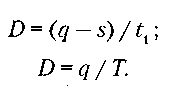 D = (q – s) / t₁;
D = q / T.